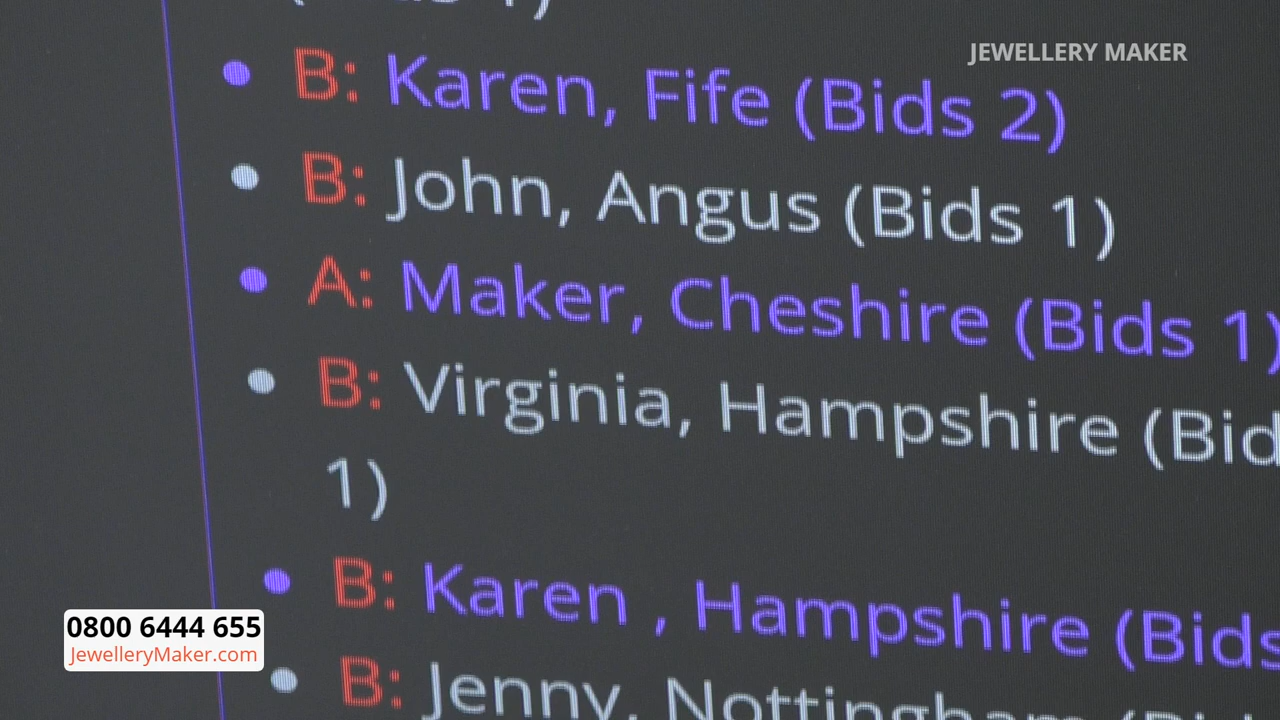 JEWELLERY MAKER
B: Karen, Fife (Bids 2)
B: John, Angus (Bids 1)
A: Maker, Cheshire (Bids 1)
B: Virginia, Hampshire (Bid
1)
B: Karen , Hampshire (Bids
B: Jenny, Nottingham
0800 6444 655
JewelleryMaker.com